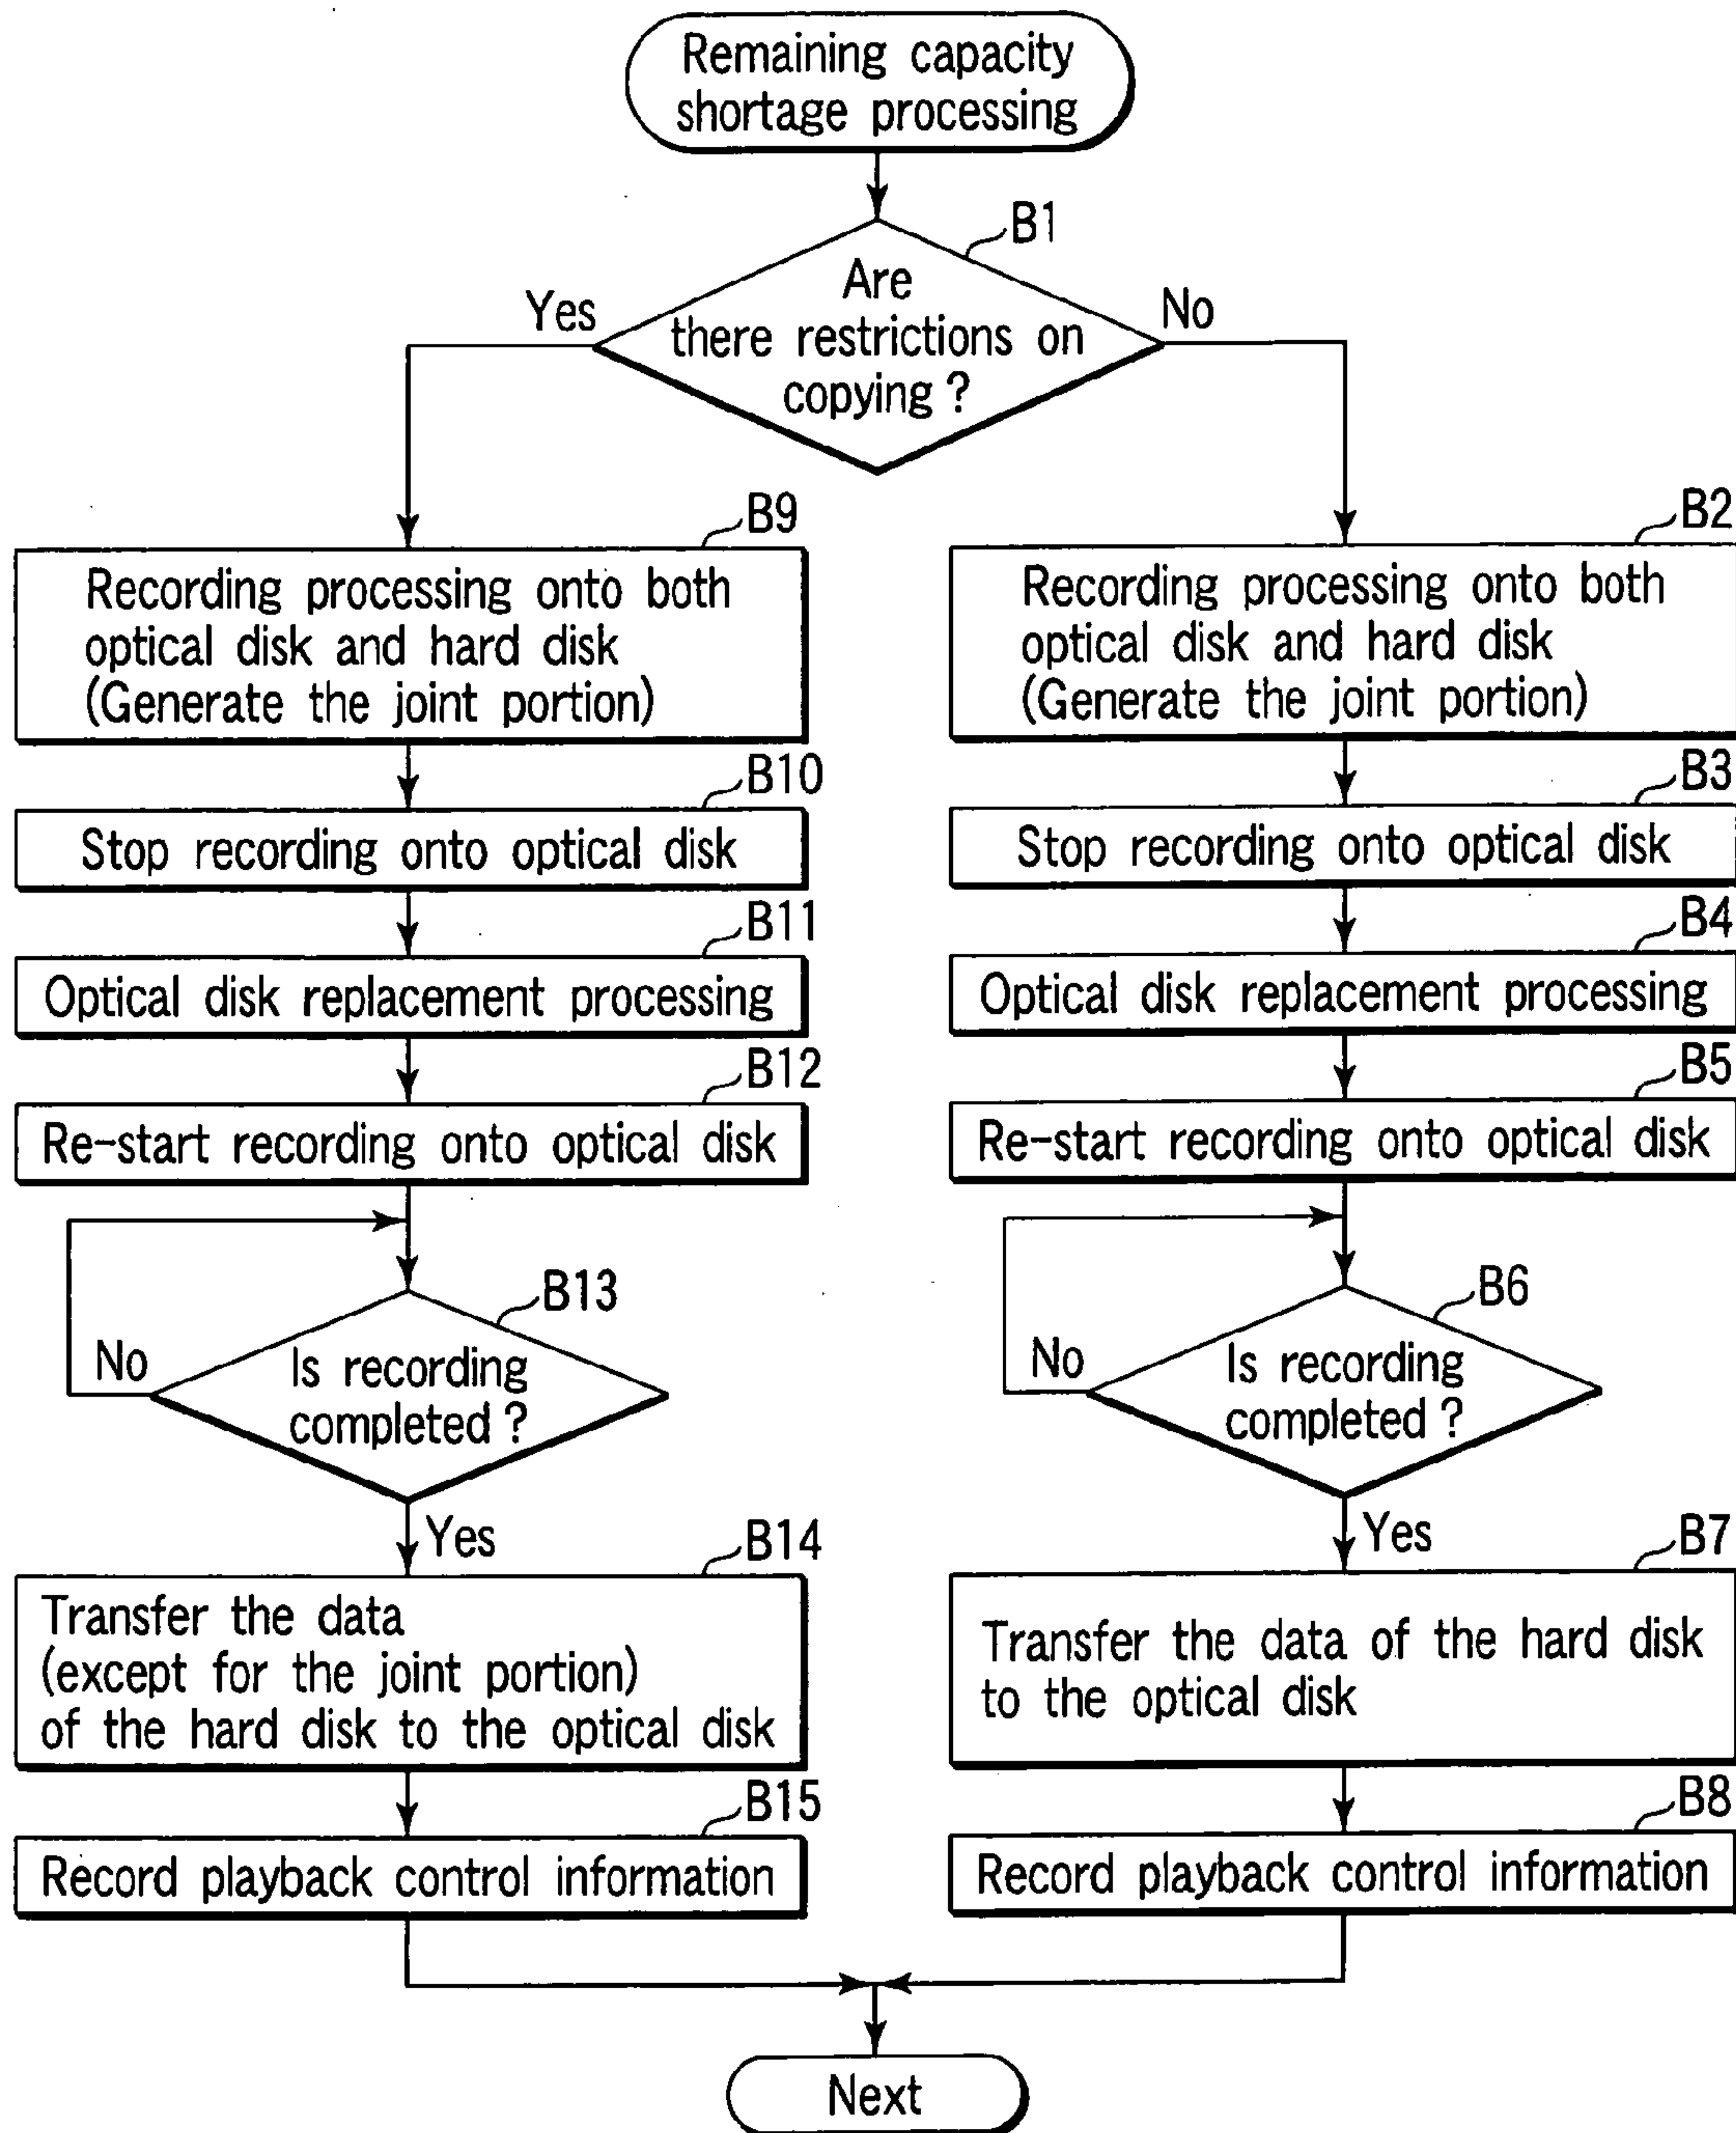 Remaining capacity
shortage processing
B1
Are
there restrictions on
copying ?
Yes
No
B9
Recording processing onto both
optical disk and hard disk
(Generate the joint portion)
B10
Stop recording onto optical disk
B11
Optical disk replacement processing
B12
Re-start recording onto optical disk
B13
Is recording
completed ?
No
Yes
B14
Transfer the data
(except for the joint portion)
of the hard disk to the optical disk
B15
Record playback control information
B2
Recording processing onto both
optical disk and hard disk
(Generate the joint portion)
B3
Stop recording onto optical disk
B4
Optical disk replacement processing
B5
Re-start recording onto optical disk
B6
Is recording
completed ?
No
Yes
B7
Transfer the data of the hard disk
to the optical disk
B8
Record playback control information
Next